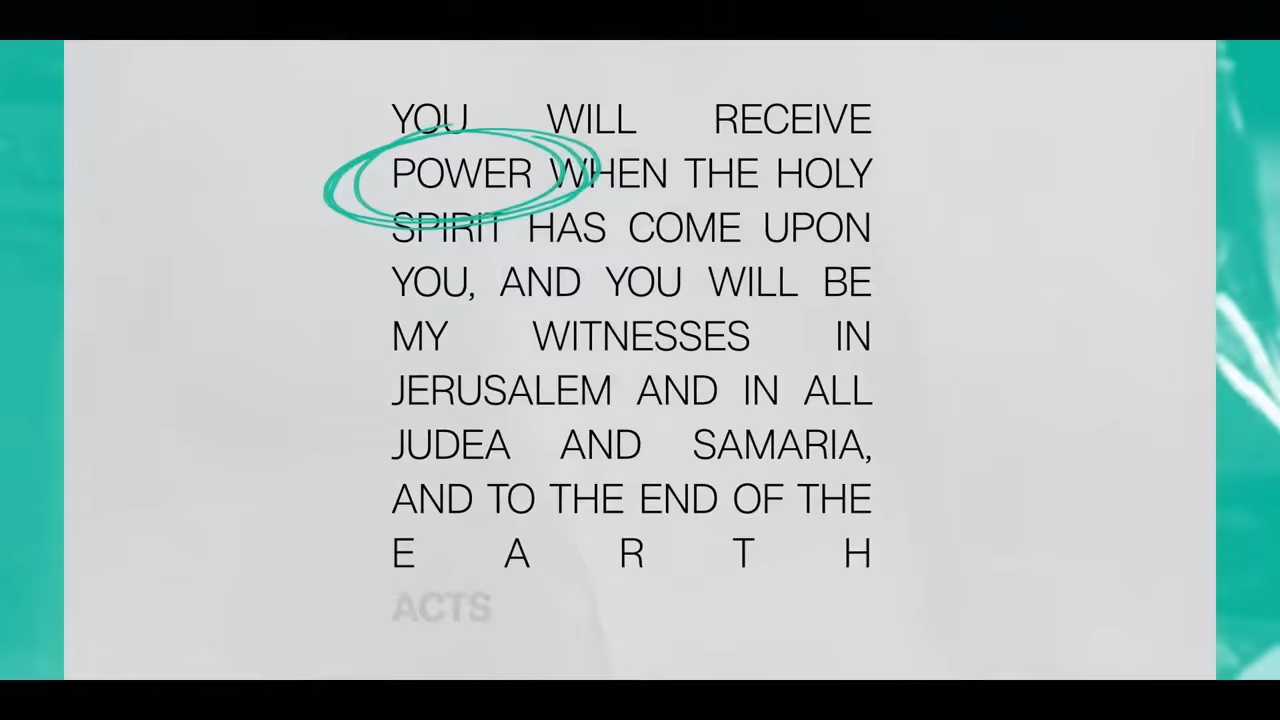 YOU WILL RECEIVE
POWER WHEN THE HOLY
SPIRIT HAS COME UPON
YOU, AND YOU WILL BE
MY WITNESSES IN
JERUSALEM AND IN ALL
JUDEA AND SAMARIA,
AND TO THE END OF THE
E A R T H
ACTS